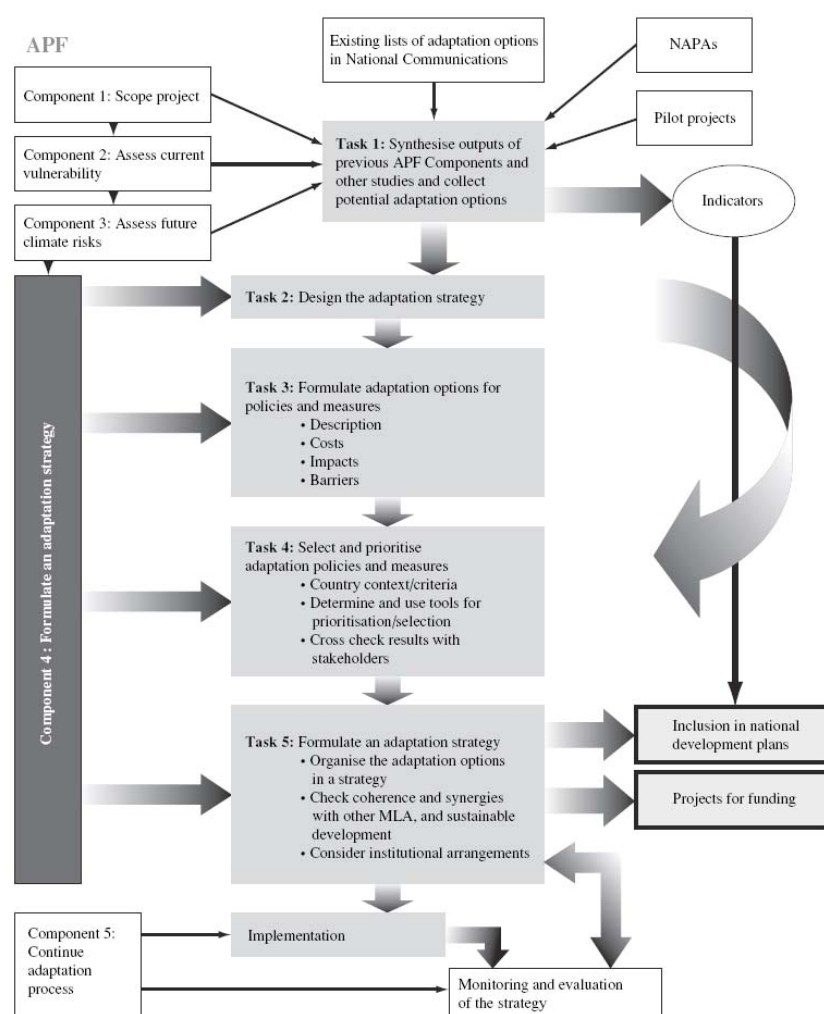 APF
Existing lists of adaptation options
in National Communications
NAPAs
Pilot projects
Component 1: Scope project
Component 2: Assess current
vulnerability
Component 3: Assess future
climate risks
Task 1: Synthesise outputs of
previous APF Components and
other studies and collect
potential adaptation options
Indicators
Component 4 : Formulate an adaptation strategy
Task 2: Design the adaptation strategy
Task 3: Formulate adaptation options for
policies and measures
• Description
• Costs
• Impacts
• Barriers
Task 4: Select and prioritise
adaptation policies and measures
• Country context/criteria
• Determine and use tools for
prioritisation/selection
• Cross check results with
stakeholders
Task 5: Formulate an adaptation strategy
• Organise the adaptation options
in a strategy
• Check coherence and synergies
with other MLA, and sustainable
development
• Consider institutional arrangements
Inclusion in national
development plans
Projects for funding
Component 5:
Continue
adaptation
process
Implementation
Monitoring and evaluation
of the strategy